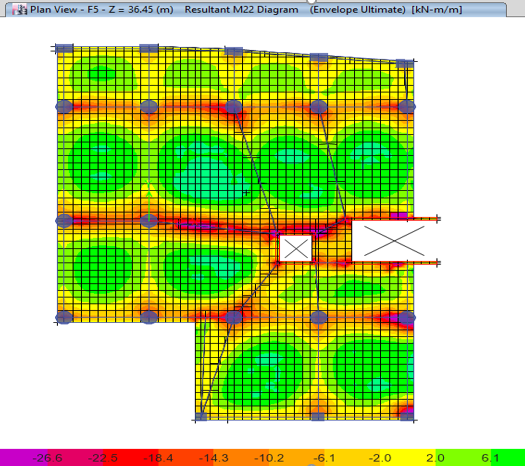 Plan View - F5 - Z = 36.45 (m)   Resultant M22 Diagram   (Envelope Ultimate)  [kN-m/m]
-26.6 -22.5 -18.4 -14.3 -10.2 -6.1 -2.0 2.0 6.1